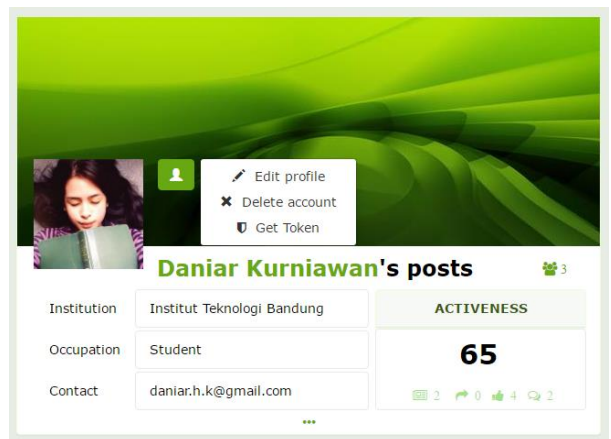 Edit profile
Delete account
Get Token
Daniar Kurniawan's posts
3
Institution
Institut Teknologi Bandung
ACTIVENESS
Occupation
Student
65
Contact
daniar.h.k@gmail.com
2 0 4 2